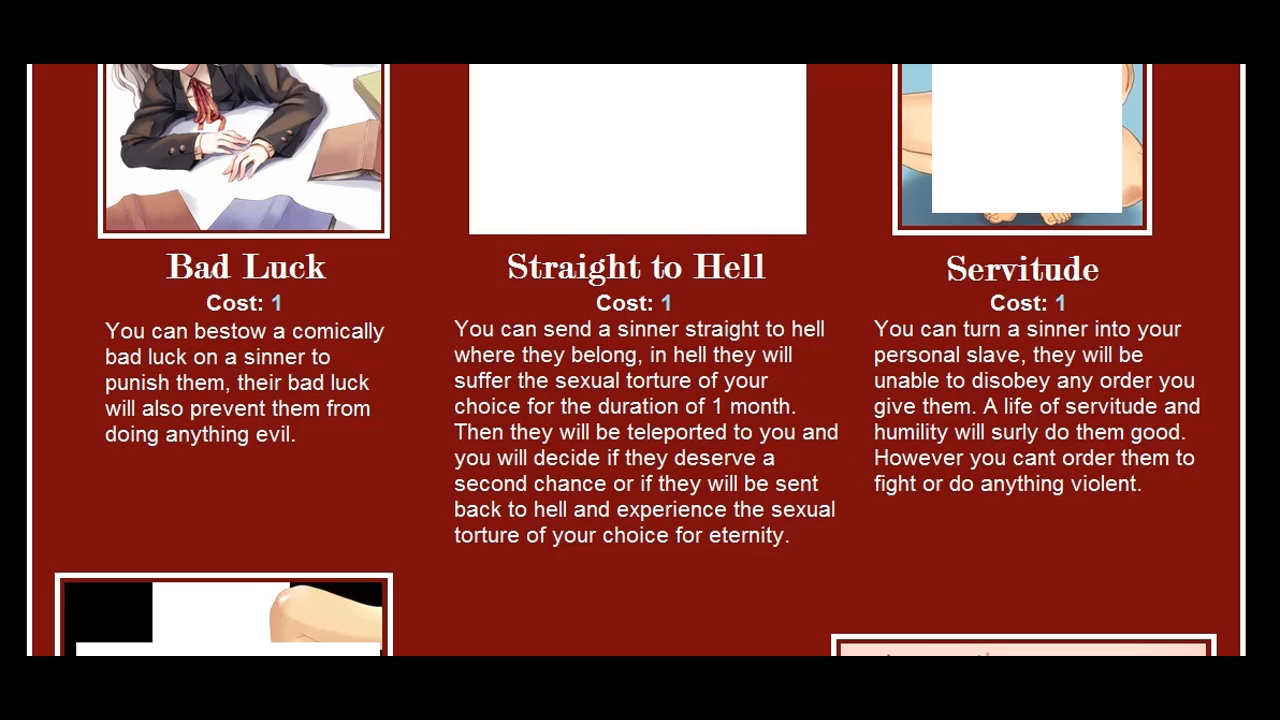 Bad Luck
Cost: 1
You can bestow a comically
bad luck on a sinner to
punish them, their bad luck
will also prevent them from
doing anything evil.
Straight to Hell
Cost: 1
You can send a sinner straight to hell
where they belong, in hell they will
suffer the sexual torture of your
choice for the duration of 1 month.
Then they will be teleported to you and
you will decide if they deserve a
second chance or if they will be sent
back to hell and experience the sexual
torture of your choice for eternity.
Servitude
Cost: 1
You can turn a sinner into your
personal slave, they will be
unable to disobey any order you
give them. A life of servitude and
humility will surly do them good.
However you cant order them to
fight or do anything violent.